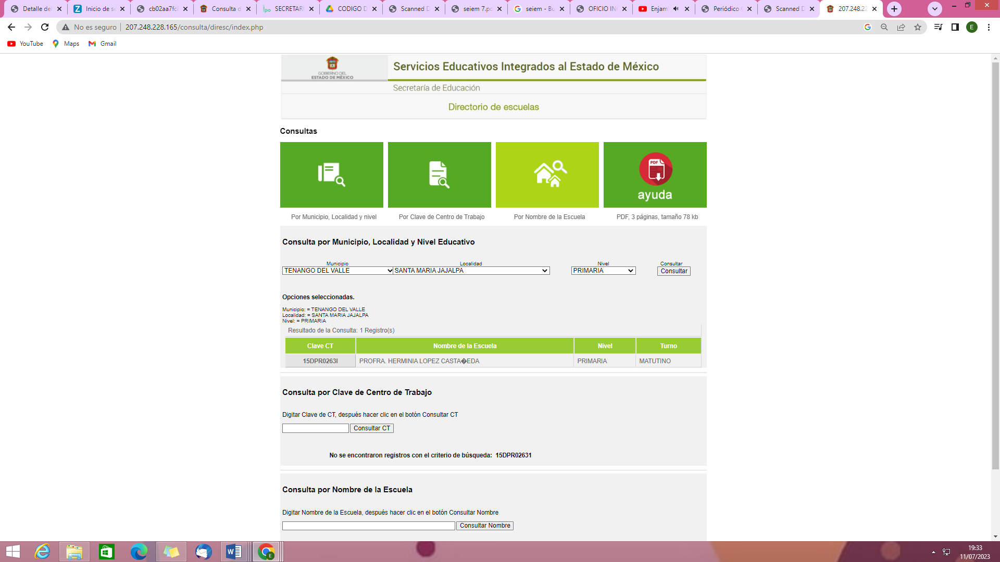 Detalle de
Inicio de s
cb02aa7fc
Consulta d
ipo SECRETAR
CODIGO D
Scanned D
seiem 7.pc
seiem - Bu
OFICIO IN
Enjam
Periódico
Scanned D
207.248.22
No es seguro 207.248.228.165/consulta/diresc/index.php
E
YouTube Maps Gmail
GOBIERNO DEL
ESTADO DE MÉXICO
Servicios Educativos Integrados al Estado de México
Secretaría de Educación
Directorio de escuelas
Consultas
PDF
ayuda
Por Municipio, Localidad y nivel
Por Clave de Centro de Trabajo
Por Nombre de la Escuela
PDF, 3 páginas, tamaño 78 kb
Consulta por Municipio, Localidad y Nivel Educativo
Municipio Localidad Nivel Consultar
TENANGO DEL VALLE SANTA MARIA JAJALPA PRIMARIA Consultar
Opciones seleccionadas.
Municipio: = TENANGO DEL VALLE
Localidad: = SANTA MARIA JAJALPA
Nivel: = PRIMARIA
Resultado de la Consulta: 1 Registro(s)
Clave CT Nombre de la Escuela Nivel Turno
15DPR0263I PROFRA. HERMINIA LOPEZ CASTA�EDA PRIMARIA MATUTINO
Consulta por Clave de Centro de Trabajo
Digitar Clave de CT, después hacer clic en el botón Consultar CT
Consultar CT
No se encontraron registros con el criterio de búsqueda: 15DPR02631
Consulta por Nombre de la Escuela
Digitar Nombre de la Escuela, después hacer clic en el botón Consultar Nombre
Consultar Nombre
E
19:33
11/07/2023